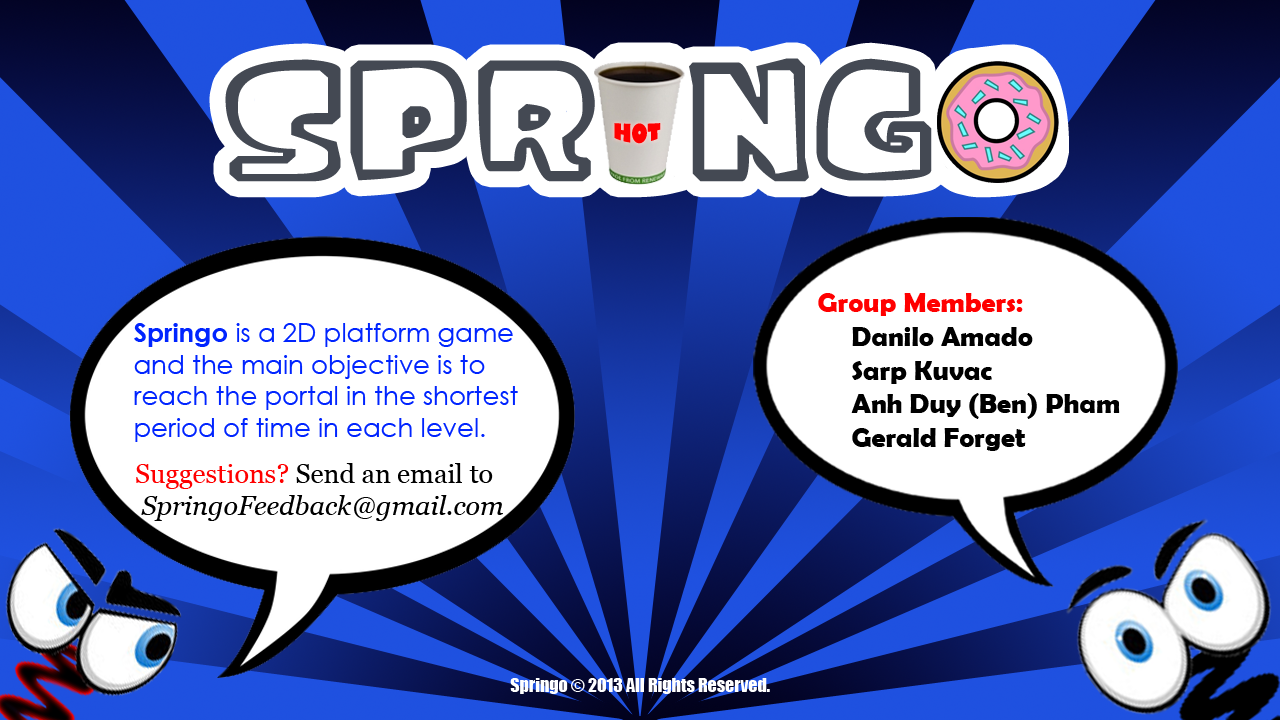 SPRINGO
HOT
Springo is a 2D platform game
and the main objective is to
reach the portal in the shortest
period of time in each level.
Suggestions? Send an email to
SpringoFeedback@gmail.com
Group Members:
Danilo Amado
Sarp Kuvac
Anh Duy (Ben) Pham
Gerald Forget
Springo © 2013 All Rights Reserved.